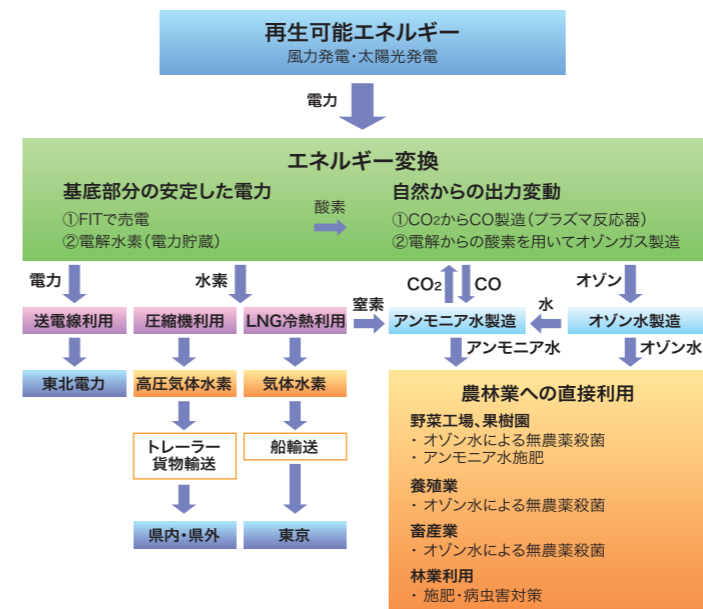 再生可能エネルギー
風力発電・太陽光発電
電力
エネルギー変換
基底部分の安定した電力
①FITで売電
②電解水素(電力貯蔵)
酸素
自然からの出力変動
①CO₂からCO製造(プラズマ反応器)
②電解からの酸素を用いてオゾンガス製造
電力
水素
CO₂
CO
オゾン
送電線利用
圧縮機利用
LNG冷熱利用
窒素
アンモニア水製造
水
オゾン水製造
アンモニア水
オゾン水
東北電力
高圧気体水素
気体水素
トレーラー
貨物輸送
船輸送
県内・県外
東京
農林業への直接利用
野菜工場、果樹園
・オゾン水による無農薬殺菌
・アンモニア水施肥
養殖業
・オゾン水による無農薬殺菌
畜産業
・オゾン水による無農薬殺菌
林業利用
・施肥・病虫害対策